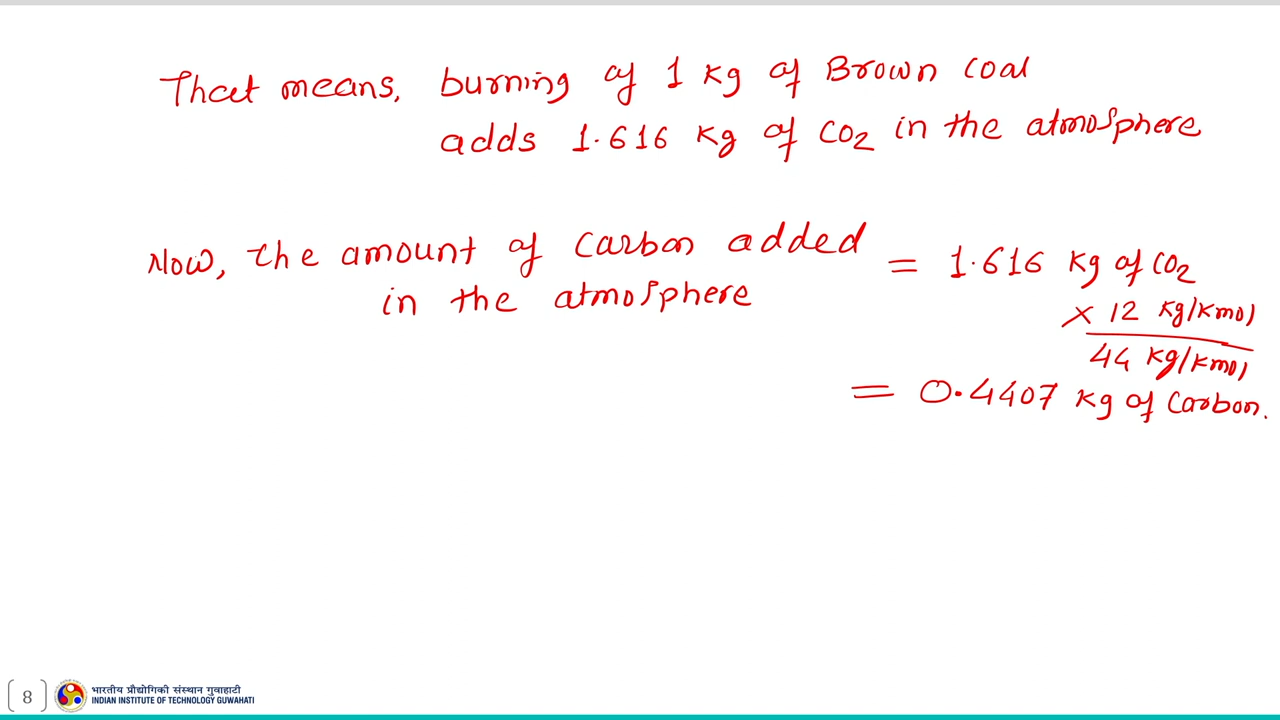 That means, burning of 1 kg of Brown coal
adds 1.616 kg of CO2 in the atmosphere
Now, the amount of carbon added
in the atmosphere
= 1.616 kg of CO2
× 12 kg/kmol
44 kg/kmol
= 0.4407 kg of carbon.
8
भारतीय प्रौद्योगिकी संस्थान गुवाहाटी
INDIAN INSTITUTE OF TECHNOLOGY GUWAHATI